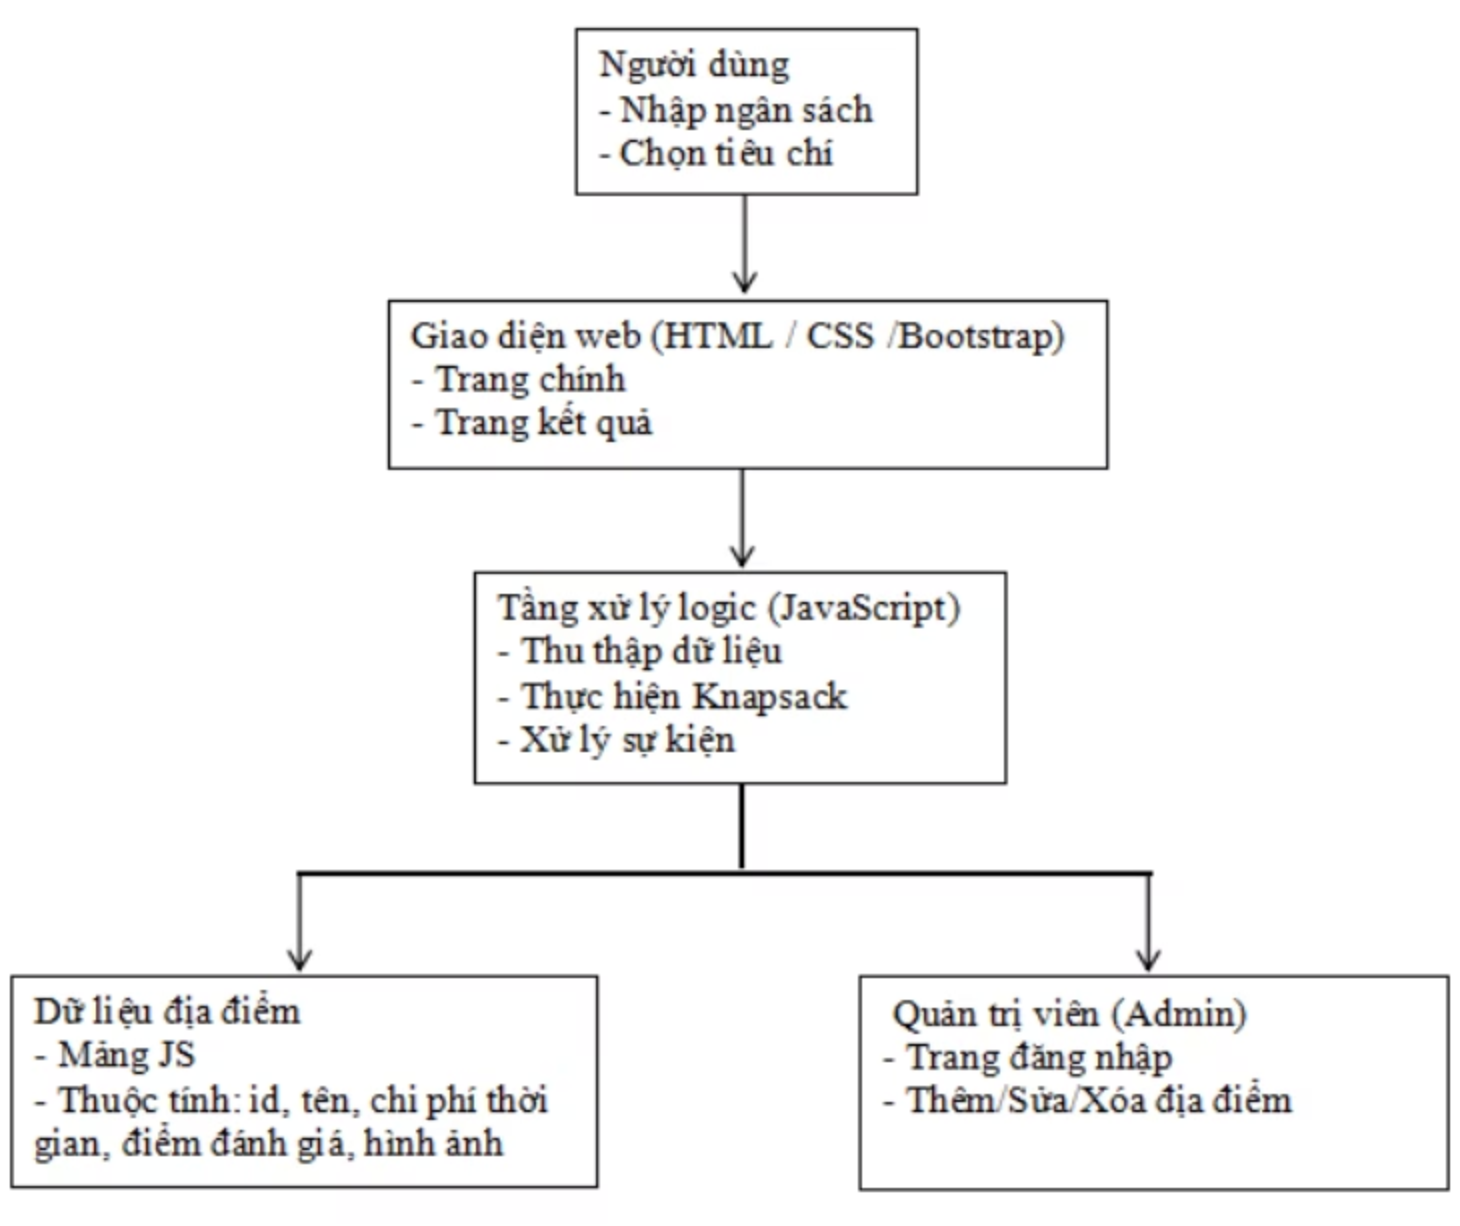 Người dùng
- Nhập ngân sách
- Chọn tiêu chí
Giao diện web (HTML / CSS /Bootstrap)
- Trang chính
- Trang kết quả
Tầng xử lý logic (JavaScript)
- Thu thập dữ liệu
- Thực hiện Knapsack
- Xử lý sự kiện
Dữ liệu địa điểm
- Mảng JS
- Thuộc tính: id, tên, chi phí thời
gian, điểm đánh giá, hình ảnh
Quản trị viên (Admin)
- Trang đăng nhập
- Thêm/Sửa/Xóa địa điểm